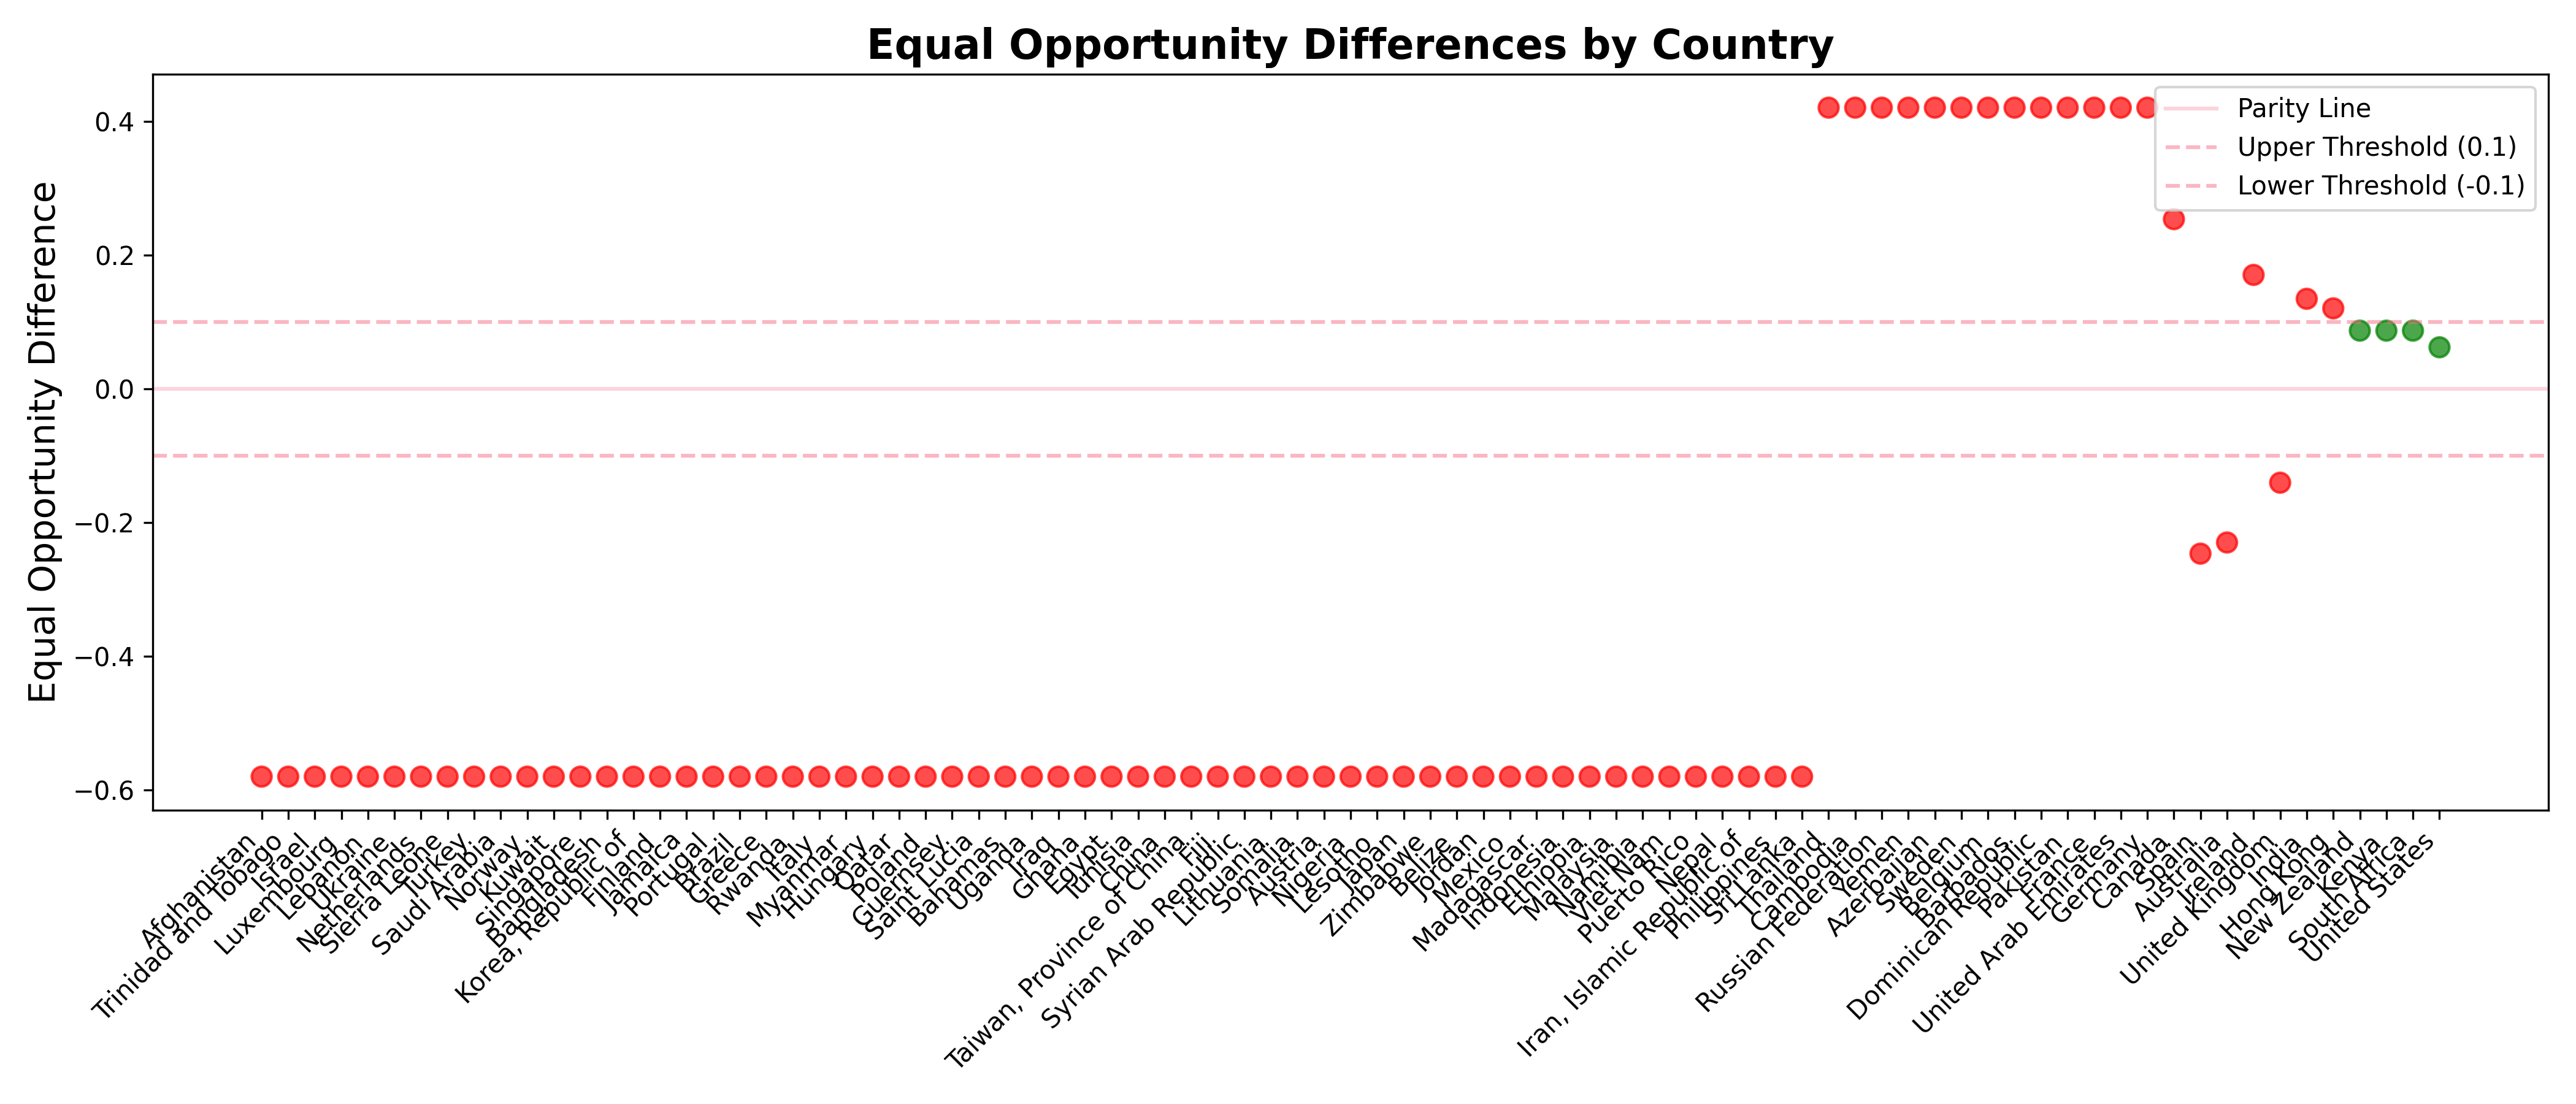 Equal Opportunity Differences by Country
Equal Opportunity Difference
0.4
0.2
0.0
−0.2
−0.4
−0.6
Parity Line
Upper Threshold (0.1)
Lower Threshold (-0.1)
Afghanistan
Trinidad and Tobago
Israel
Luxembourg
Lebanon
Ukraine
Netherlands
Sierra Leone
Turkey
Saudi Arabia
Norway
Kuwait
Singapore
Bangladesh
Korea, Republic of
Finland
Jamaica
Portugal
Brazil
Greece
Rwanda
Italy
Myanmar
Hungary
Qatar
Poland
Guernsey
Saint Lucia
Bahamas
Uganda
Iraq
Ghana
Egypt
Tunisia
China
Taiwan, Province of China
Fiji
Syrian Arab Republic
Lithuania
Somalia
Austria
Nigeria
Lesotho
Japan
Zimbabwe
Belize
Jordan
Mexico
Madagascar
Indonesia
Ethiopia
Malaysia
Namibia
Viet Nam
Puerto Rico
Nepal
Iran, Islamic Republic of
Philippines
Sri Lanka
Thailand
Cambodia
Russian Federation
Yemen
Azerbaijan
Sweden
Belgium
Barbados
Dominican Republic
Pakistan
France
United Arab Emirates
Germany
Canada
Spain
Australia
Ireland
United Kingdom
India
Hong Kong
New Zealand
Kenya
South Africa
United States